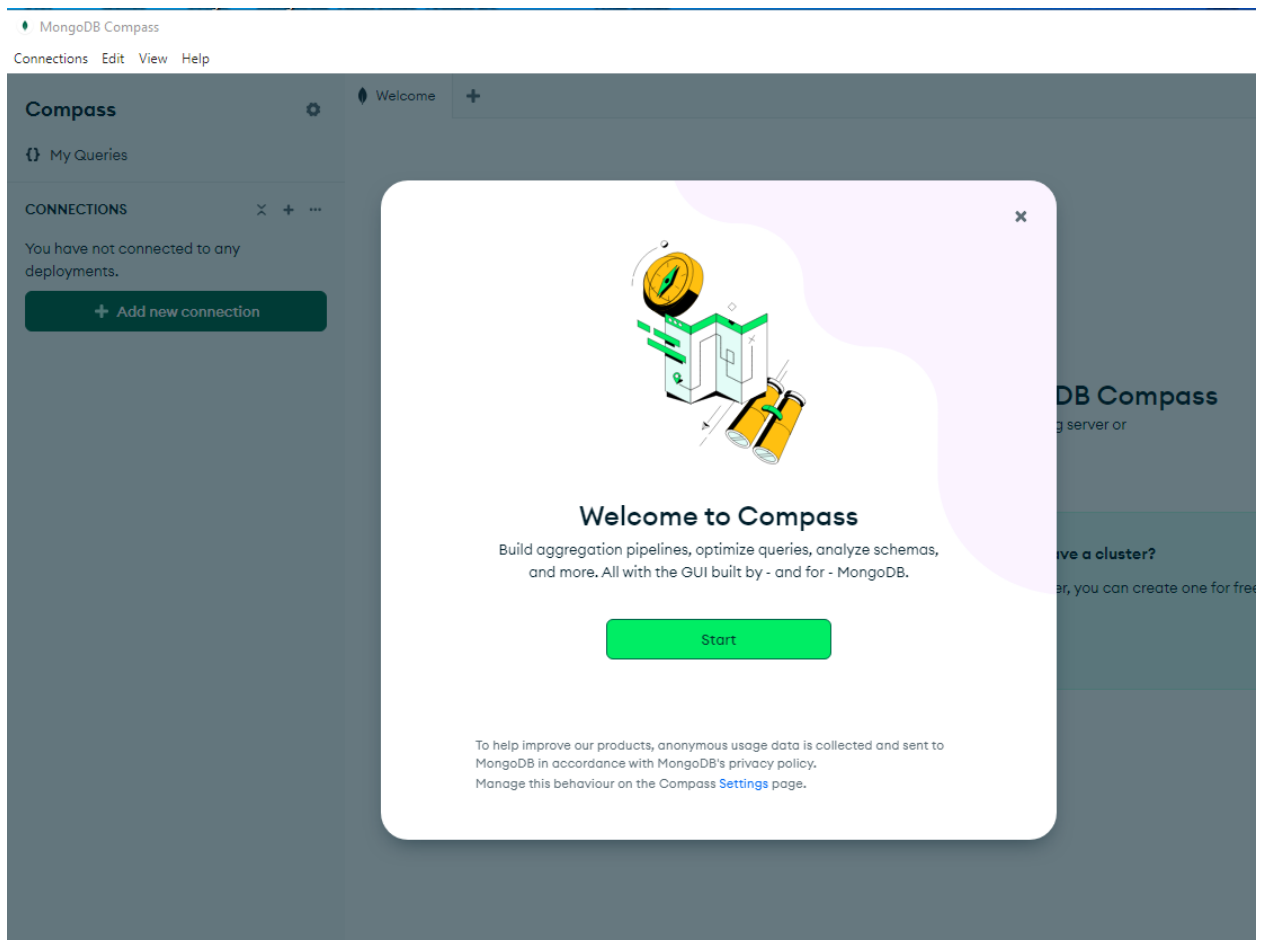 MongoDB Compass
Connections Edit View Help
Compass
{} My Queries
CONNECTIONS
You have not connected to any
deployments.
Add new connection
Welcome
DB Compass
g server or
ve a cluster?
er, you can create one for free
Welcome to Compass
Build aggregation pipelines, optimize queries, analyze schemas,
and more. All with the GUI built by - and for - MongoDB.
Start
To help improve our products, anonymous usage data is collected and sent to
MongoDB in accordance with MongoDB's privacy policy.
Manage this behaviour on the Compass Settings page.